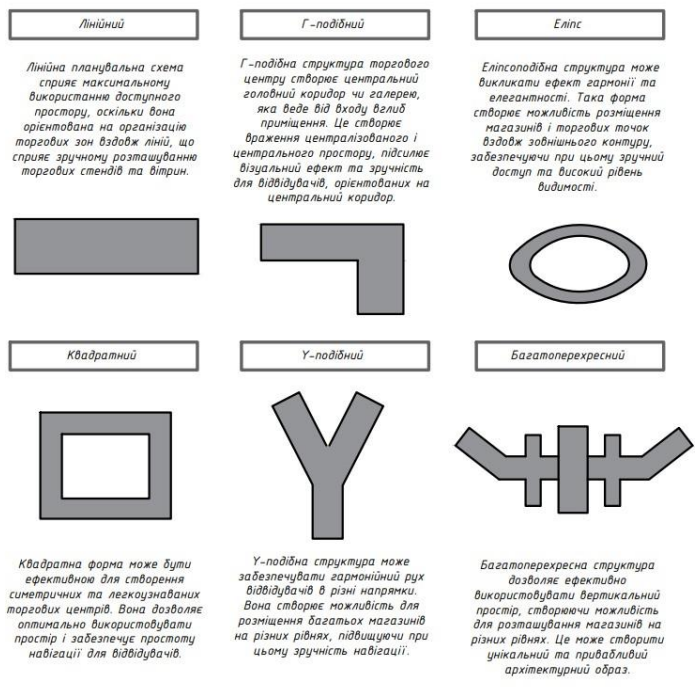 Лінійний
Лінійна планувальна схема
сприяє максимальному
використанню доступного
простору, оскільки вона
орієнтована на організацію
торгових зон вздовж ліній, що
сприяє зручному розташуванню
торгових стендів та вітрин.
Г-подібний
Г-подібна структура торгового
центру створює центральний
головний коридор чи галерею,
яка веде від входу вглиб
приміщення. Це створює
враження централізованого і
центрального простору, підсилює
візуальний ефект та зручність
для відвідувачів, орієнтованих на
центральний коридор.
Еліпс
Еліпсоподібна структура може
викликати ефект гармонії та
елегантності. Така форма
створює можливість розміщення
магазинів і торгових точок
вздовж зовнішнього контуру,
забезпечуючи при цьому зручний
доступ та високий рівень
видимості.
Квадратний
Квадратна форма може бути
ефективною для створення
симетричних та легкоузнаваних
торгових центрів. Вона дозволяє
оптимально використовувати
простір і забезпечує простоту
навігації для відвідувачів.
Y-подібний
Y-подібна структура може
забезпечувати гармонійний рух
відвідувачів в різні напрямки.
Вона створює можливість для
розміщення багатьох магазинів
на різних рівнях, підвищуючи при
цьому зручність навігації.
Багатоперехресний
Багатоперехресна структура
дозволяє ефективно
використовувати вертикальний
простір, створюючи можливість
для розташування магазинів на
різних рівнях. Це може створити
унікальний та привабливий
архітектурний образ.